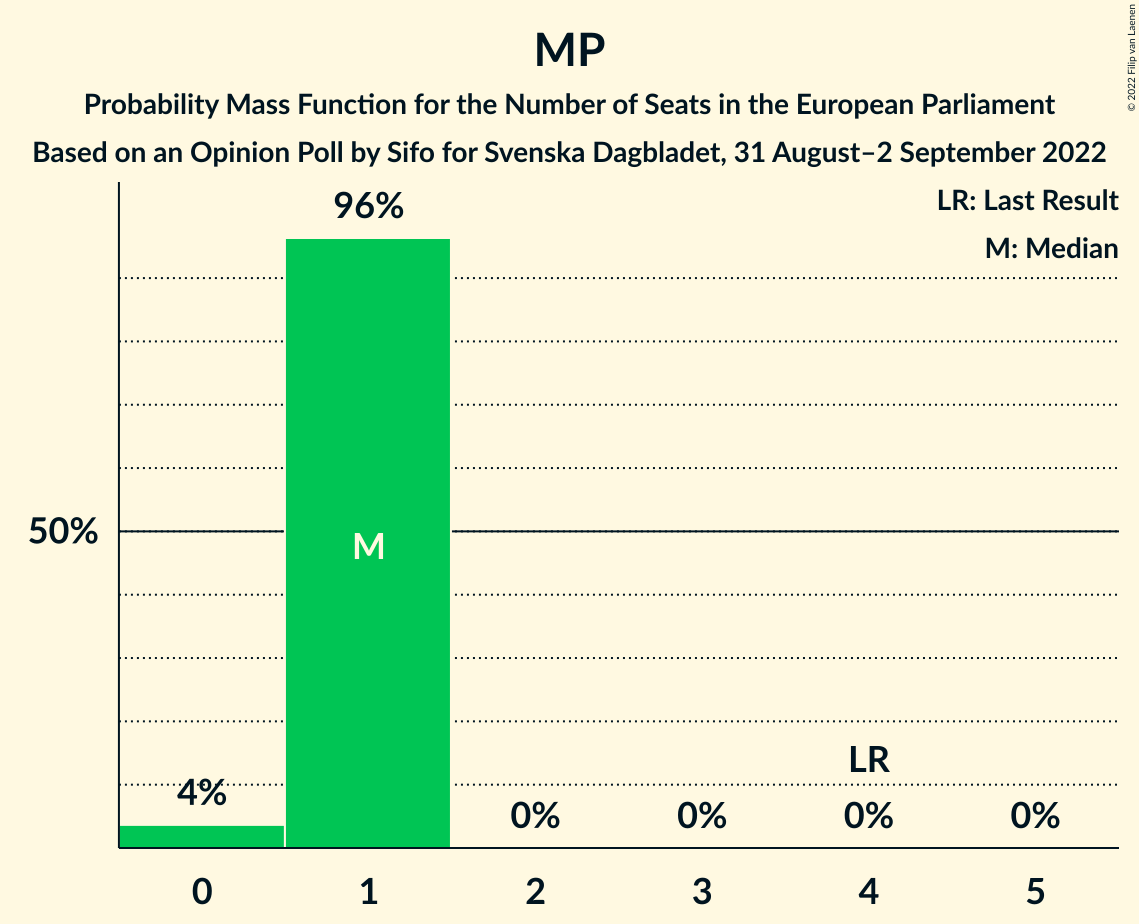 MP
Probability Mass Function for the Number of Seats in the European Parliament
Based on an Opinion Poll by Sifo for Svenska Dagbladet, 31 August–2 September 2022
© 2022 Filip van Laenen
LR: Last Result
M: Median
96%
50%
M
LR
4%
0%
0%
0%
0%
0
1
2
3
4
5